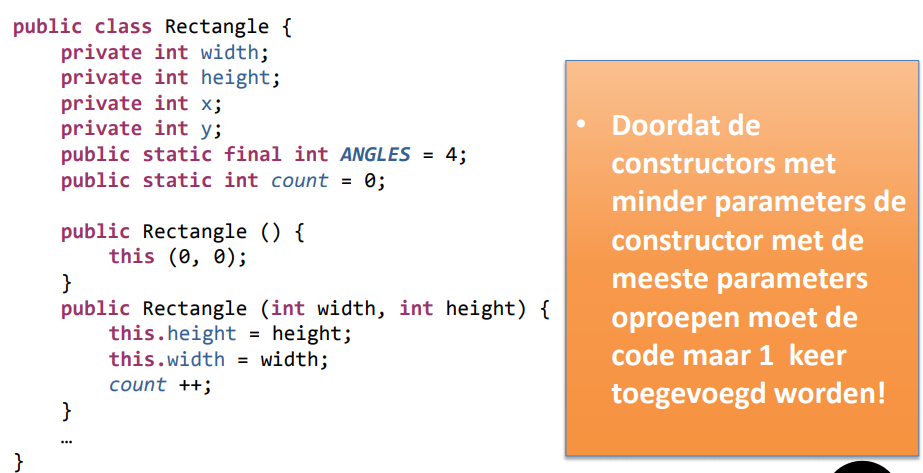 public class Rectangle {
    private int width;
    private int height;
    private int x;
    private int y;
    public static final int ANGLES = 4;
    public static int count = 0;
    public Rectangle () {
        this (0, 0);
    }
    public Rectangle (int width, int height) {
        this.height = height;
        this.width = width;
        count ++;
    }
    …
}
• Doordat de
constructors met
minder parameters de
constructor met de
meeste parameters
oproepen moet de
code maar 1 keer
toegevoegd worden!